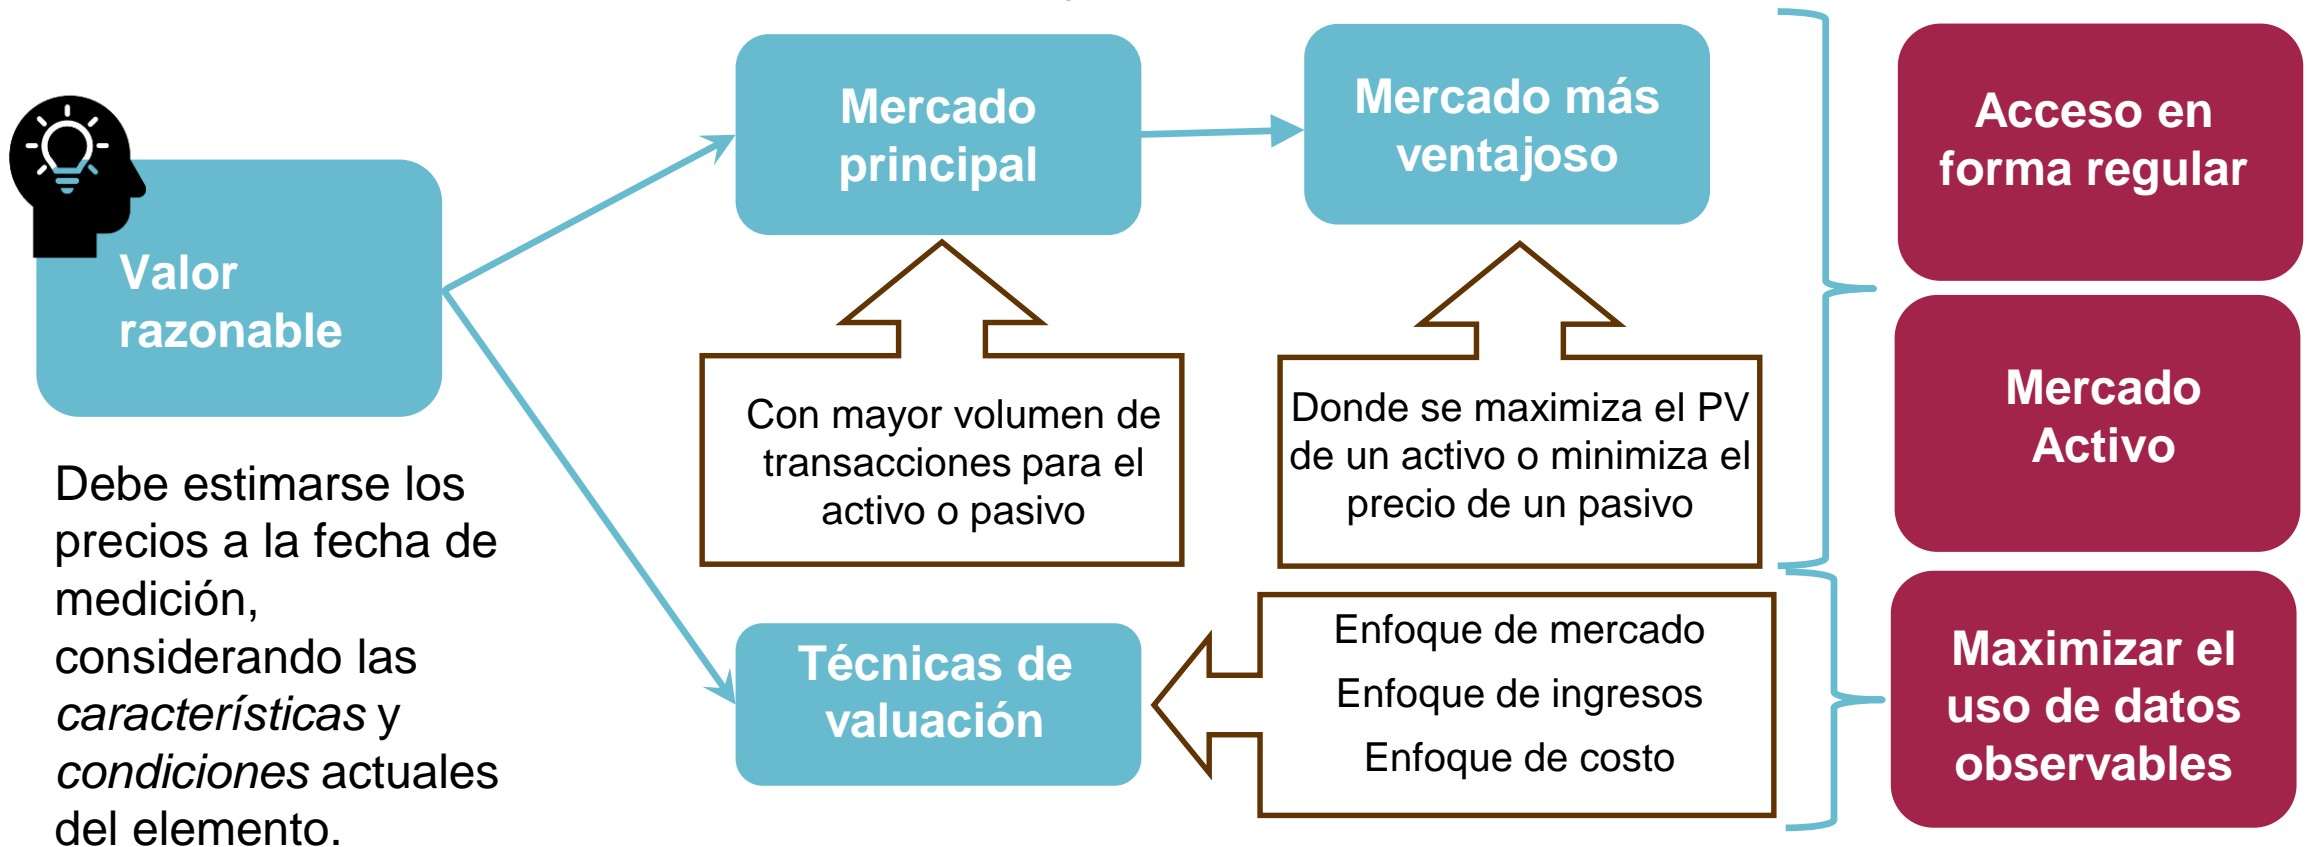 Valor
razonable
Debe estimarse los
precios a la fecha de
medición,
considerando las
características y
condiciones actuales
del elemento.
Mercado
principal
Mercado más
ventajoso
Con mayor volumen de
transacciones para el
activo o pasivo
Donde se maximiza el PV
de un activo o minimiza el
precio de un pasivo
Técnicas de
valuación
Enfoque de mercado
Enfoque de ingresos
Enfoque de costo
Acceso en
forma regular
Mercado
Activo
Maximizar el
uso de datos
observables